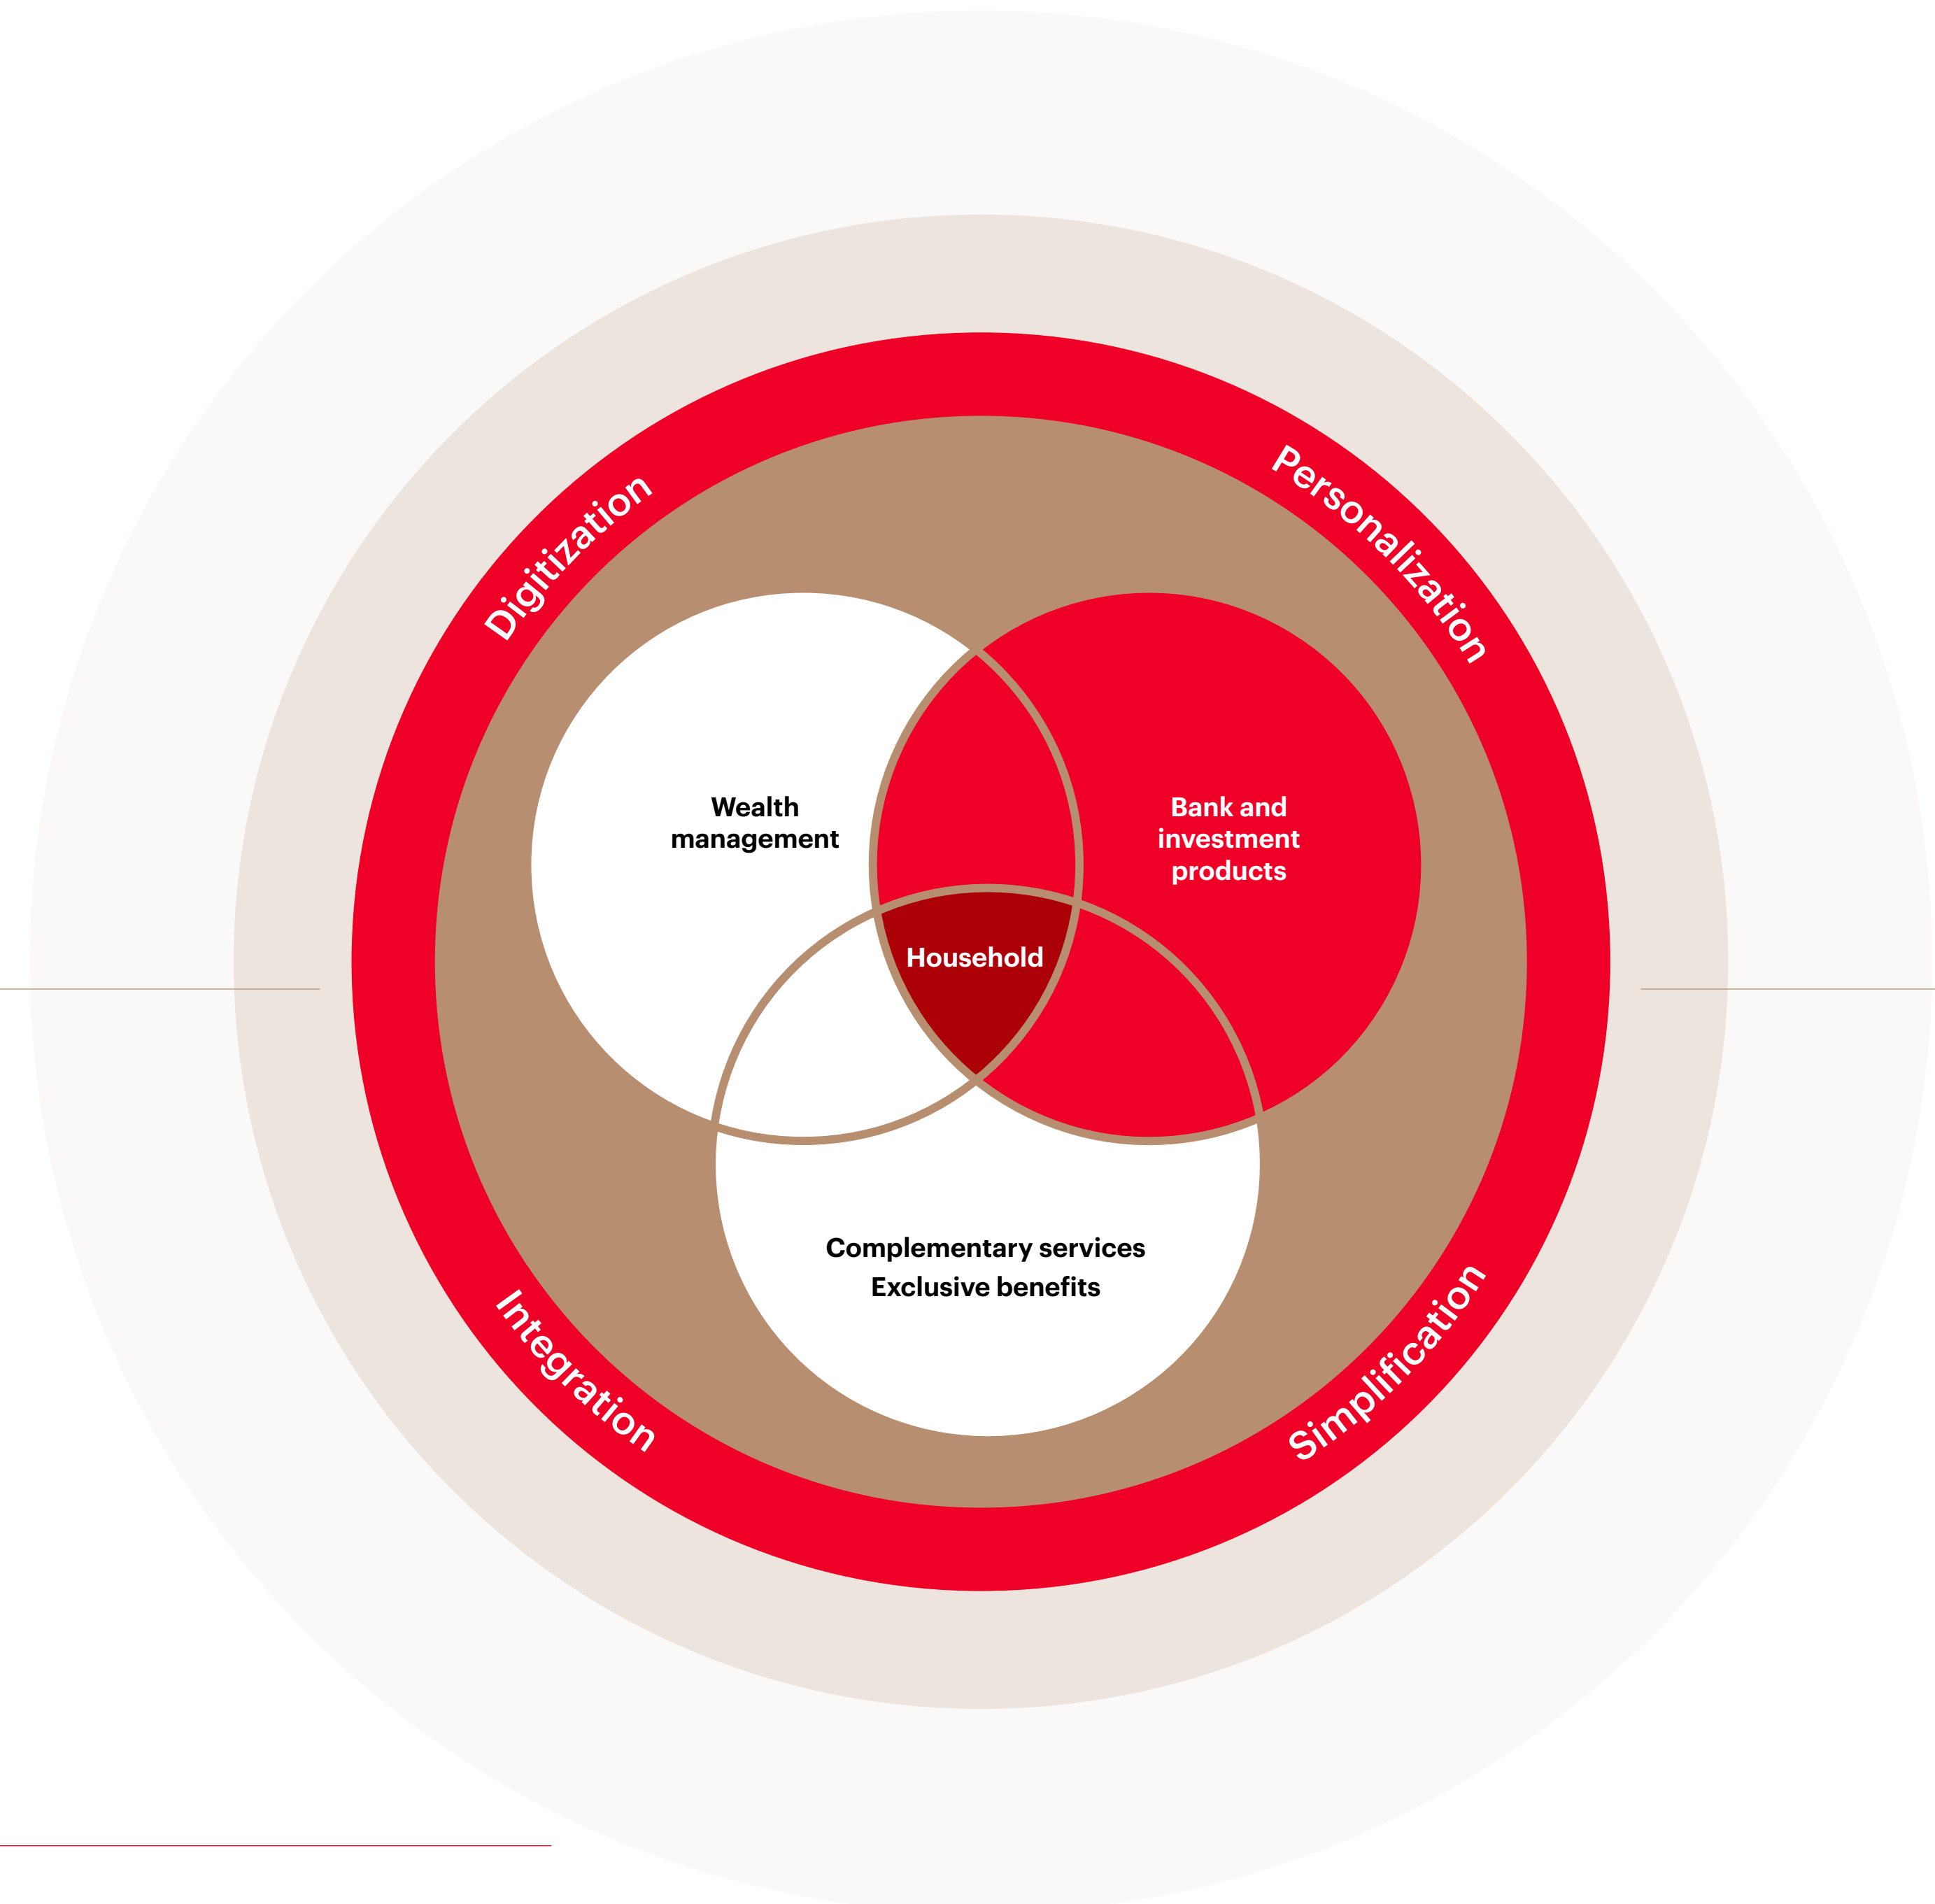 Digitization
Personalization
Wealth
management
Bank and
investment
products
Household
Complementary services
Exclusive benefits
Integration
Simplification